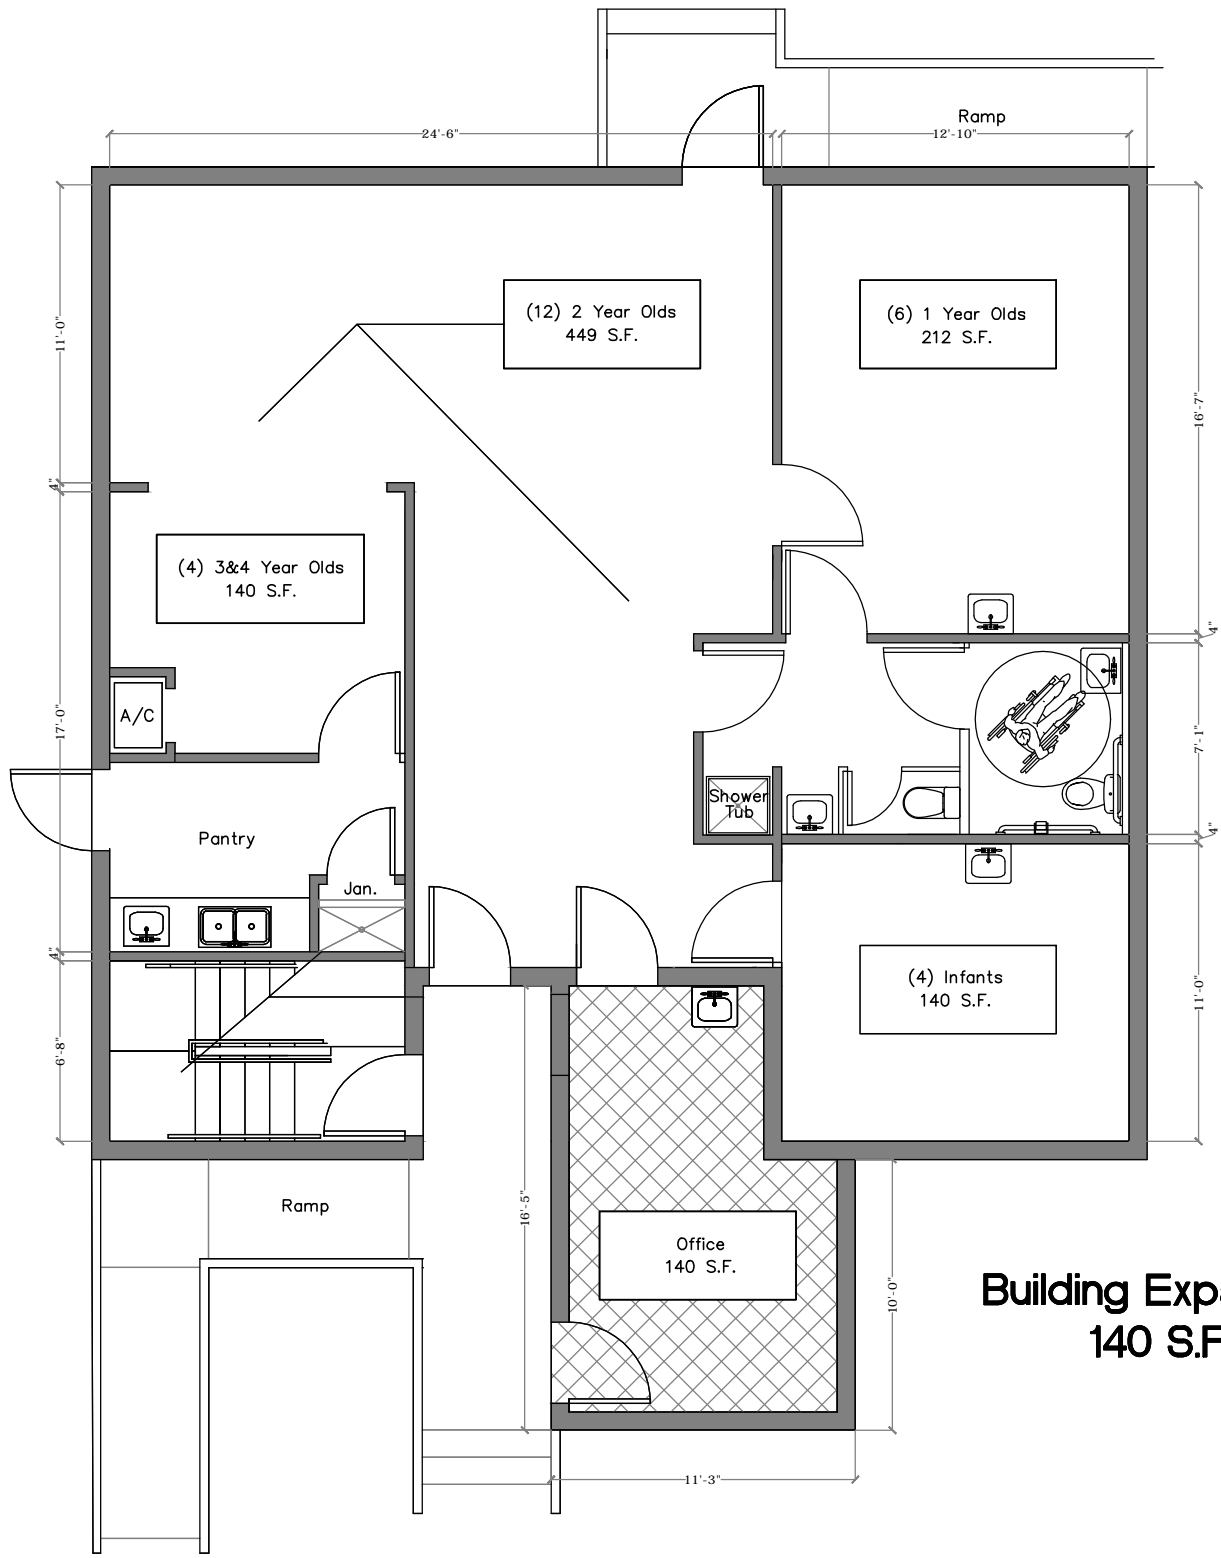 Ramp
24'-6"
12'-10"
(12) 2 Year Olds
449 S.F.
(6) 1 Year Olds
212 S.F.
11'-0"
16'-7"
4"
(4) 3&4 Year Olds
140 S.F.
4"
A/C
17'-0"
7'-1"
Shower
Tub
4"
Pantry
Jan.
4"
(4) Infants
140 S.F.
11'-0"
6'-8"
Ramp
16'-5"
Office
140 S.F.
10'-0"
Building
140 S.F
11'-3"